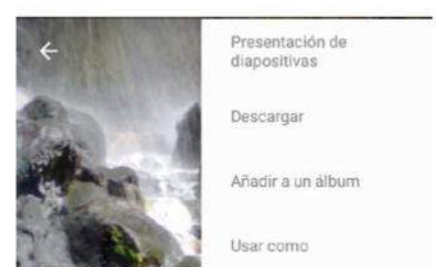 Presentación de
diapositivas
Descargar
Añadir a un álbum
Usar como